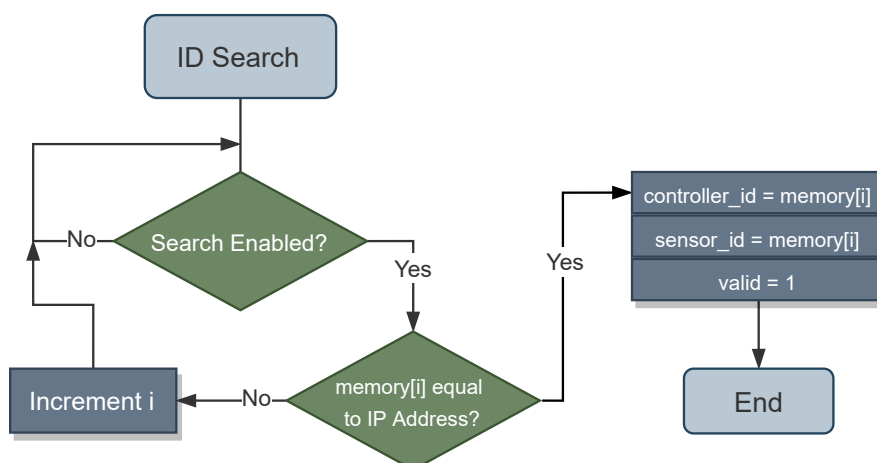 ID Search
Search Enabled?
No
Yes
memory[i] equal
to IP Address?
No
Increment i
Yes
controller_id = memory[i]
sensor_id = memory[i]
valid = 1
End